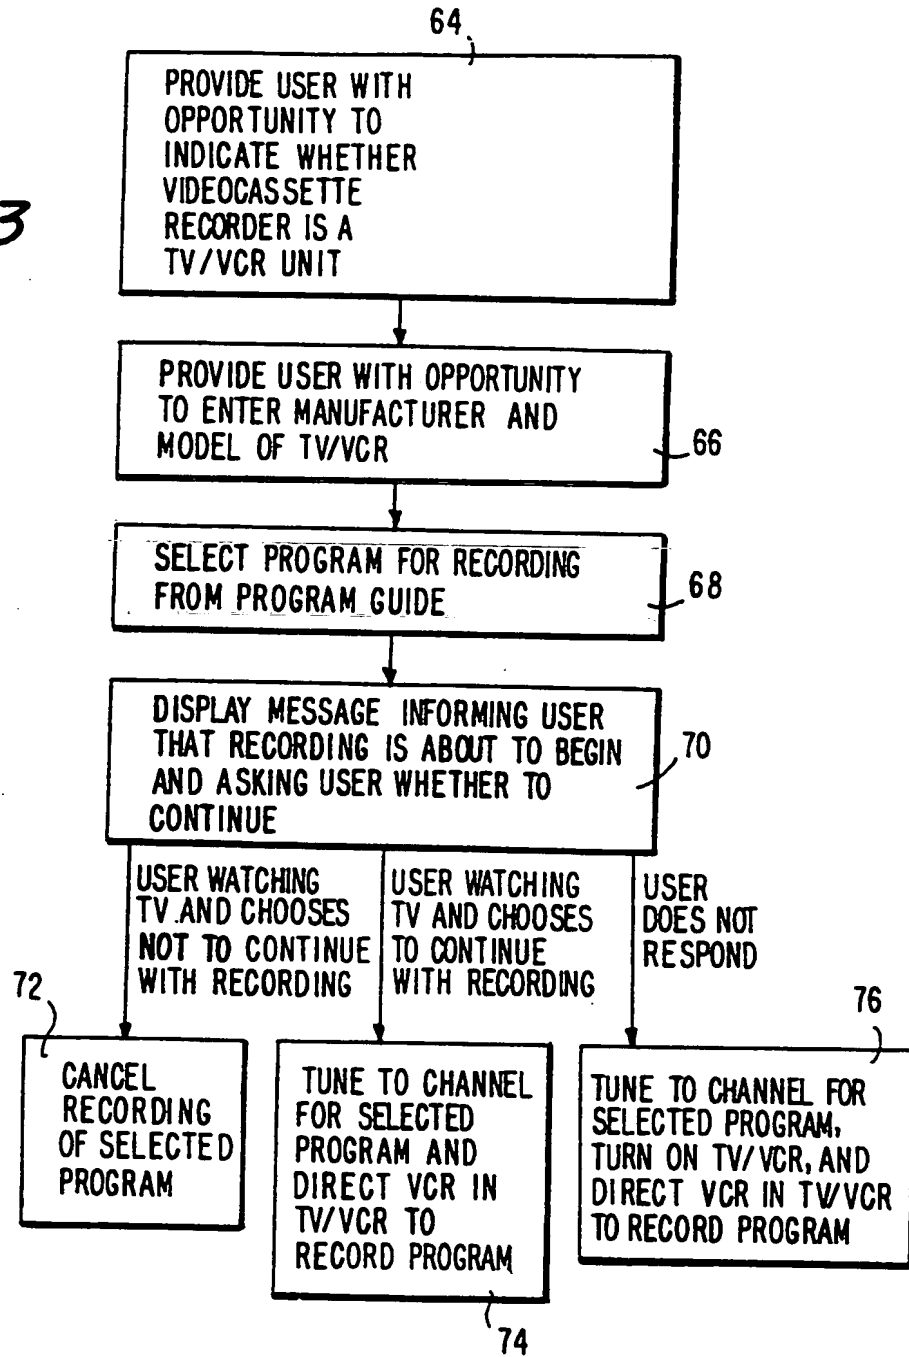 64
PROVIDE USER WITH
OPPORTUNITY TO
INDICATE WHETHER
VIDEOCASSETTE
RECORDER IS A
TV/VCR UNIT
3
PROVIDE USER WITH OPPORTUNITY
TO ENTER MANUFACTURER AND
MODEL OF TV/VCR
66
SELECT PROGRAM FOR RECORDING
FROM PROGRAM GUIDE
68
DISPLAY MESSAGE INFORMING USER
THAT RECORDING IS ABOUT TO BEGIN
AND ASKING USER WHETHER TO
CONTINUE
70
USER WATCHING
TV AND CHOOSES
NOT TO CONTINUE
WITH RECORDING
USER WATCHING
TV AND CHOOSES
TO CONTINUE
WITH RECORDING
USER
DOES NOT
RESPOND
72
CANCEL
RECORDING
OF SELECTED
PROGRAM
TUNE TO CHANNEL
FOR SELECTED
PROGRAM AND
DIRECT VCR IN
TV/VCR TO
RECORD PROGRAM
74
76
TUNE TO CHANNEL FOR
SELECTED PROGRAM,
TURN ON TV/VCR, AND
DIRECT VCR IN TV/VCR
TO RECORD PROGRAM